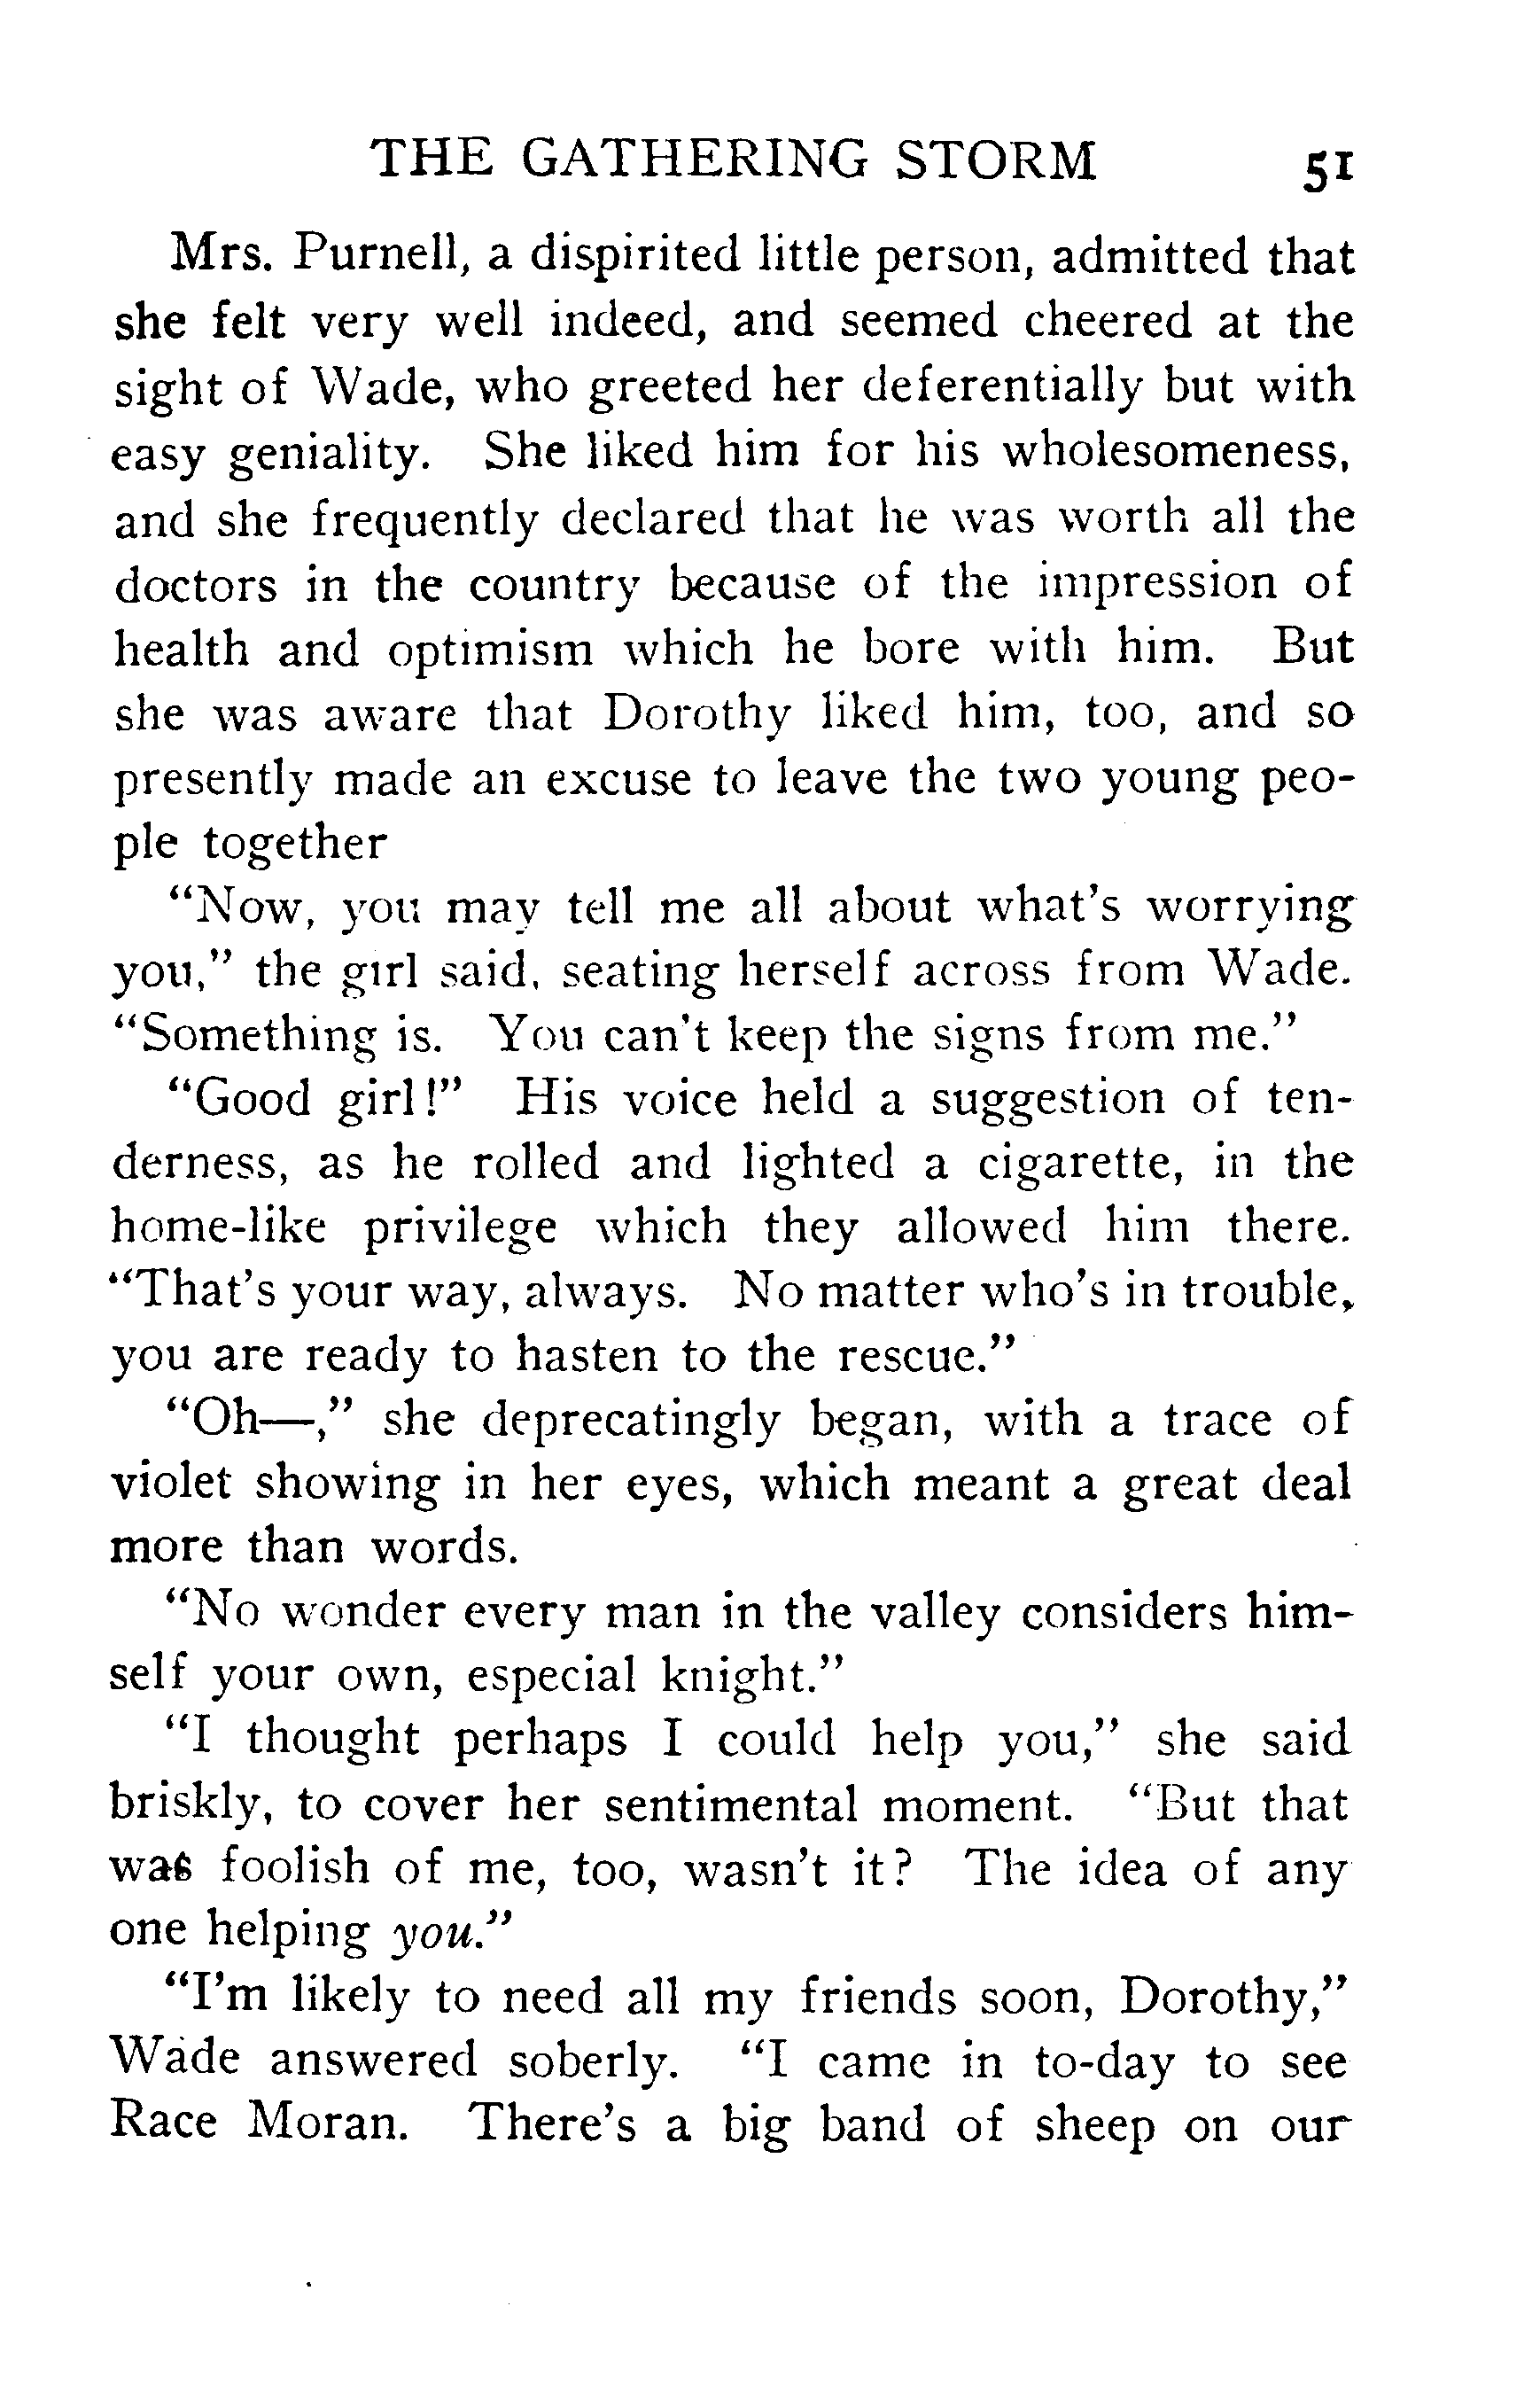 THE GATHERING STORM 51
Mrs. Purnell, a dispirited little person, admitted that
she felt very well indeed, and seemed cheered at the
sight of Wade, who greeted her deferentially but with
easy geniality. She liked him for his wholesomeness,
and she frequently declared that he was worth all the
doctors in the country because of the impression of
health and optimism which he bore with him. But
she was aware that Dorothy liked him, too, and so
presently made an excuse to leave the two young peo-
ple together
“Now, you may tell me all about what's worrying
you,” the girl said, seating herself across from Wade.
“Something is. You can't keep the signs from me.”
“Good girl!” His voice held a suggestion of ten-
derness, as he rolled and lighted a cigarette, in the
home-like privilege which they allowed him there.
“That's your way, always. No matter who's in trouble,
you are ready to hasten to the rescue.”
“Oh—,” she deprecatingly began, with a trace of
violet showing in her eyes, which meant a great deal
more than words.
“No wonder every man in the valley considers him-
self your own, especial knight.”
“I thought perhaps I could help you,” she said
briskly, to cover her sentimental moment. “But that
was foolish of me, too, wasn't it? The idea of any
one helping you.”
“I'm likely to need all my friends soon, Dorothy,”
Wade answered soberly. “I came in to-day to see
Race Moran. There's a big band of sheep on our